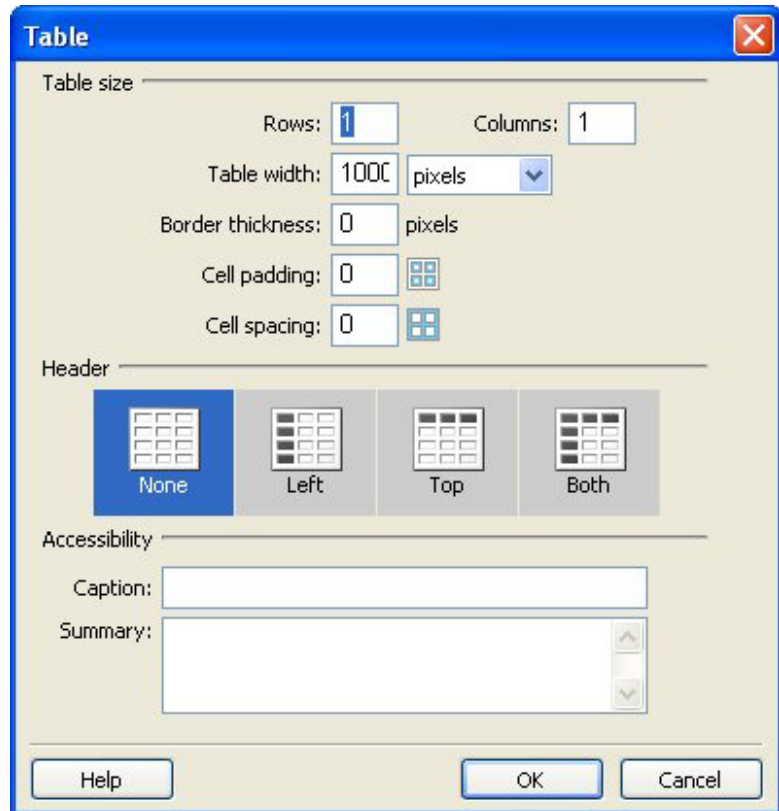 Table
Table size
Rows: 1 Columns: 1
Table width: 1000 pixels
Border thickness: 0 pixels
Cell padding: 0
Cell spacing: 0
Header
None Left Top Both
Accessibility
Caption:
Summary:
Help OK Cancel